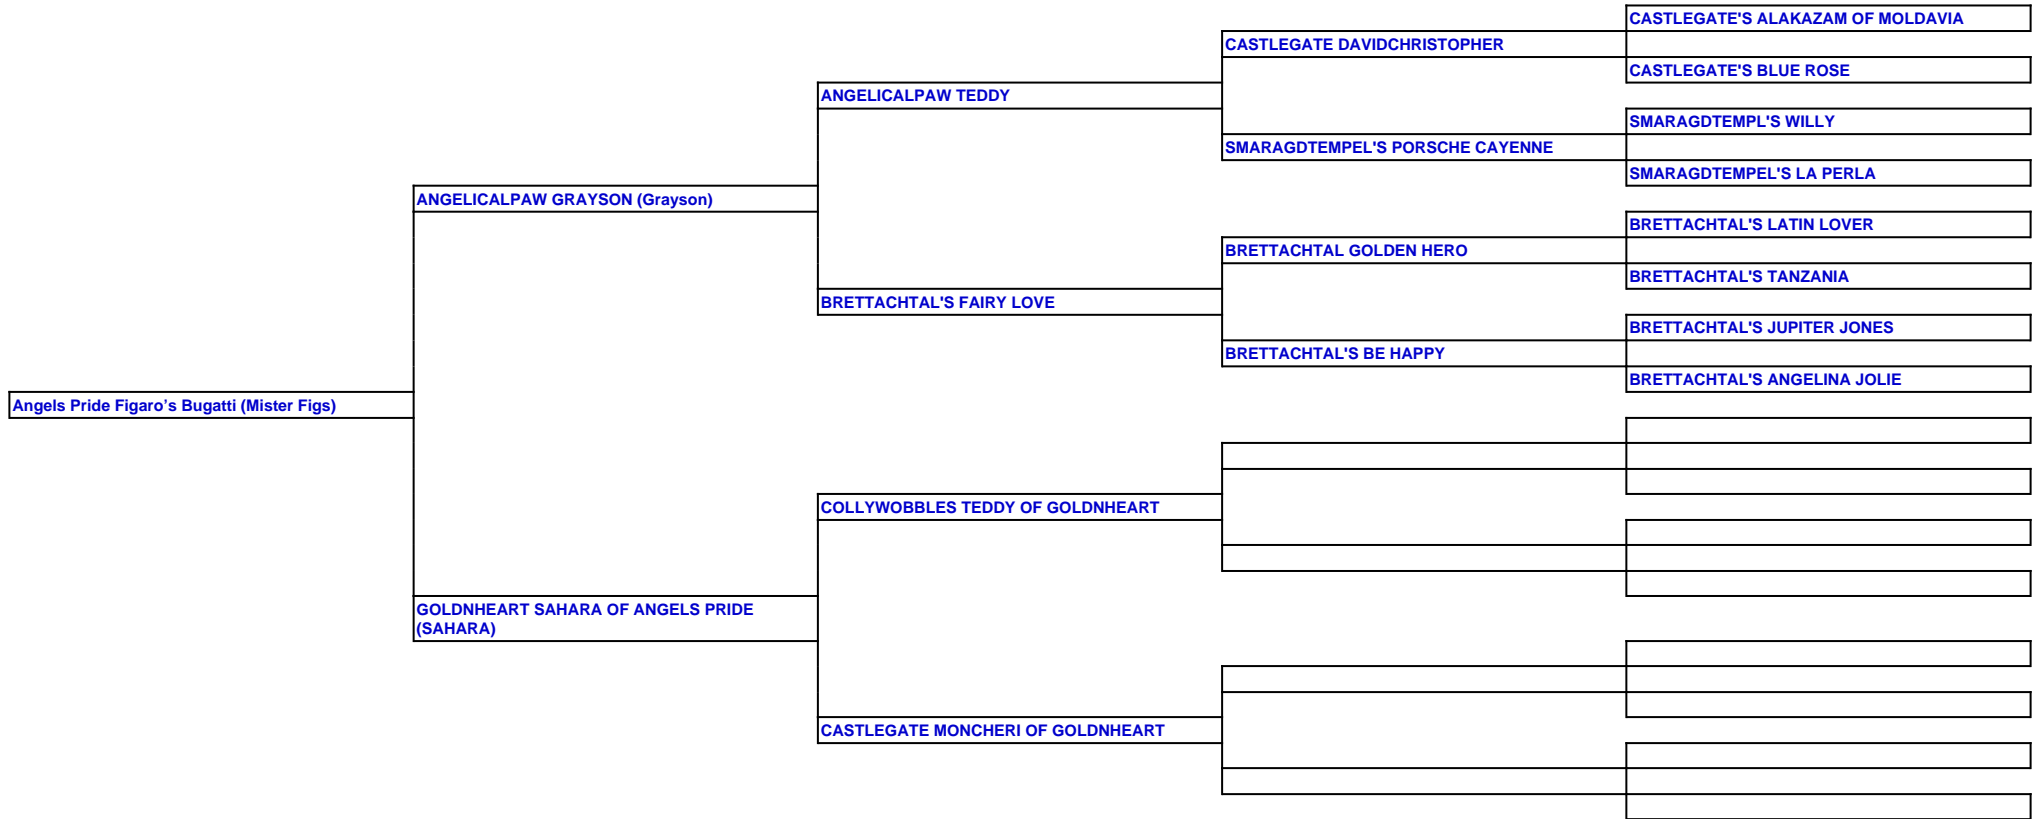 CASTLEGATE'S ALAKAZAM OF MOLDAVIA
CASTLEGATE DAVIDCHRISTOPHER
CASTLEGATE'S BLUE ROSE
ANGELICALPAW TEDDY
SMARAGDTEMPL'S WILLY
SMARAGDTEMPEL'S PORSCHE CAYENNE
SMARAGDTEMPEL'S LA PERLA
ANGELICALPAW GRAYSON (Grayson)
BRETTACHTAL'S LATIN LOVER
BRETTACHTAL GOLDEN HERO
BRETTACHTAL'S TANZANIA
BRETTACHTAL'S FAIRY LOVE
BRETTACHTAL'S JUPITER JONES
BRETTACHTAL'S BE HAPPY
BRETTACHTAL'S ANGELINA JOLIE
Angels Pride Figaro’s Bugatti (Mister Figs)
COLLYWOBBLES TEDDY OF GOLDNHEART
GOLDNHEART SAHARA OF ANGELS PRIDE
(SAHARA)
CASTLEGATE MONCHERI OF GOLDNHEART